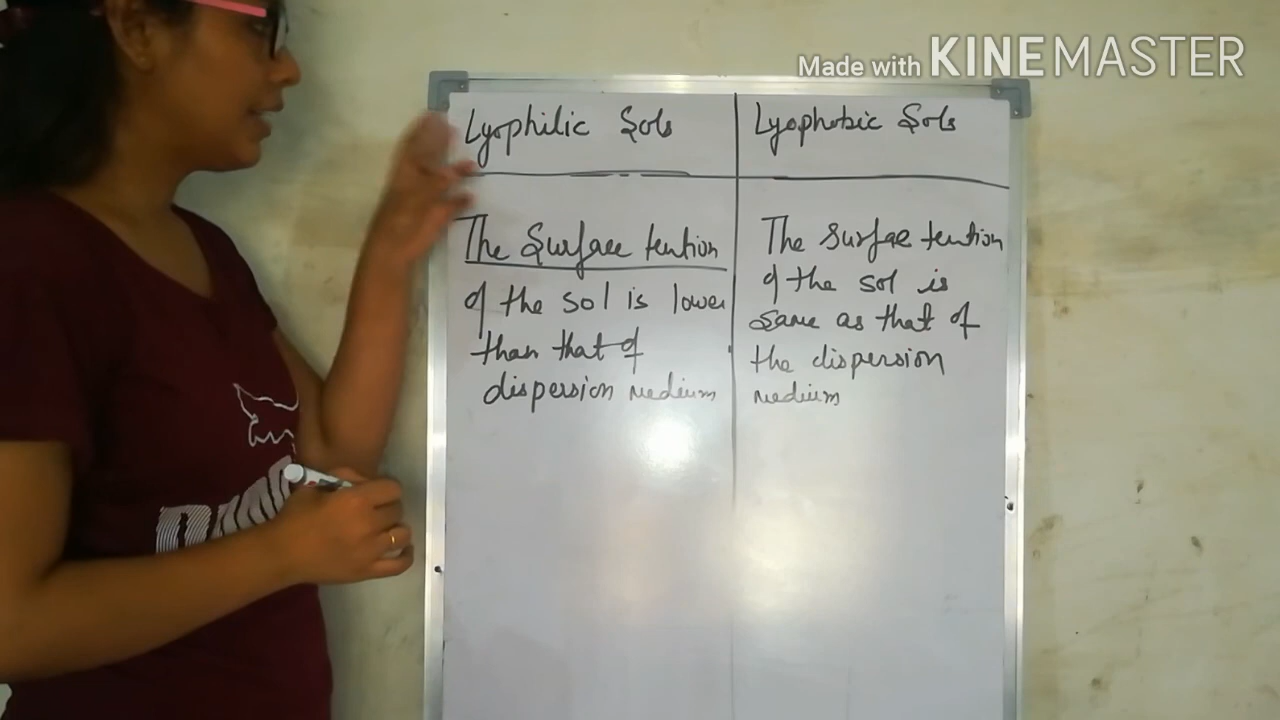 Made with KINEMASTER
Lyophilic Sols
Lyophobic Sols
The Surface tention
of the sol is lower
than that of
dispersion medium
The surfae tention
of the sol is
same as that of
the dispersion
medium